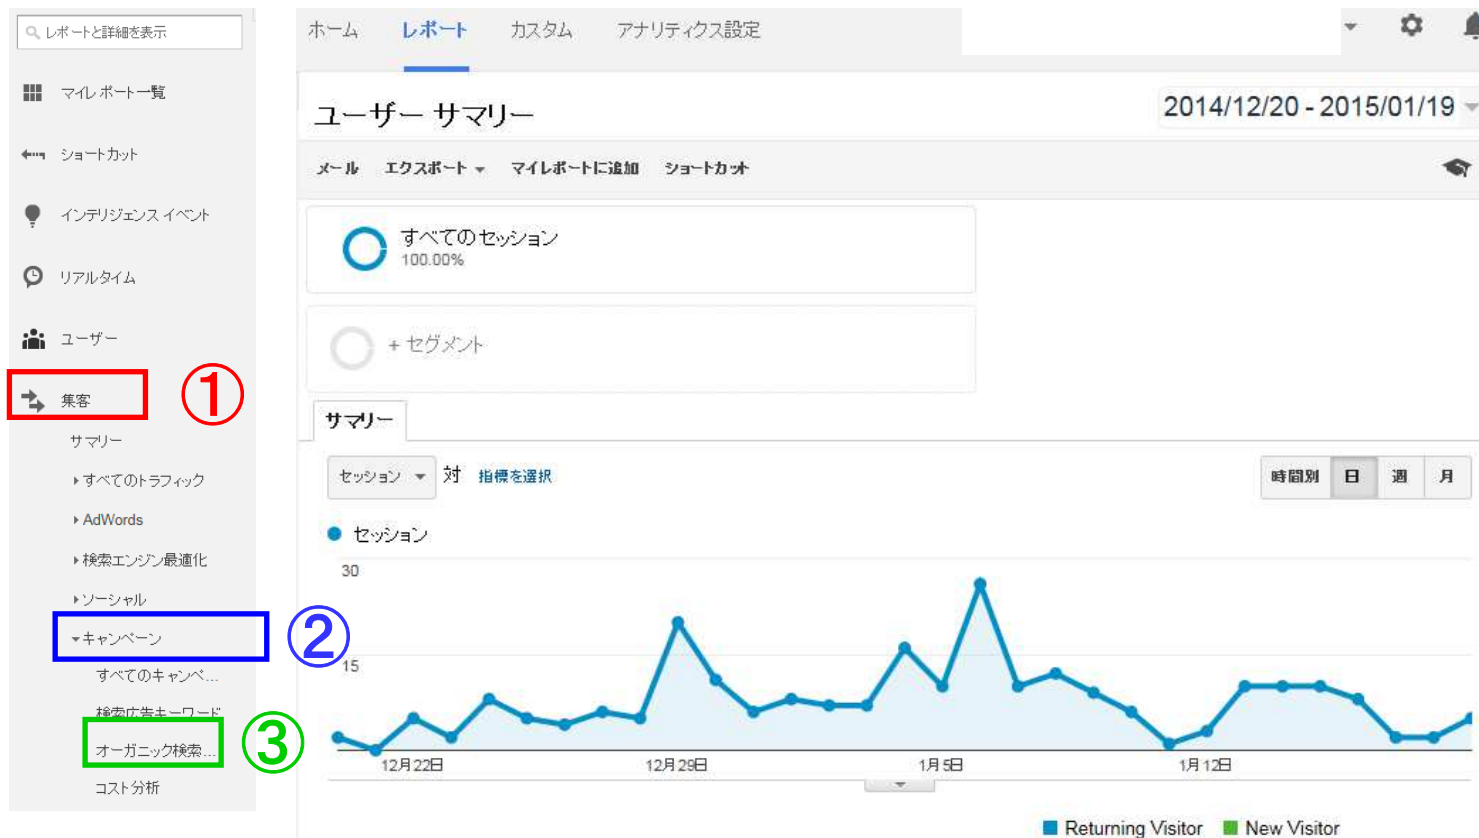 レポートと詳細を表示
マイレポート一覧
ショートカット
インテリジェンス イベント
リアルタイム
ユーザー
集客
①
サマリー
すべてのトラフィック
AdWords
検索エンジン最適化
ソーシャル
キャンペーン
②
すべてのキャンペ...
検索広告キーワード
オーガニック検索...
③
コスト分析
ホーム レポート カスタム アナリティクス設定
ユーザー サマリー
2014/12/20 - 2015/01/19
メール エクスポート マイレポートに追加 ショートカット
すべてのセッション
100.00%
+ セグメント
サマリー
セッション 対 指標を選択
時間別 日 週 月
セッション
30
15
12月22日 12月29日 1月5日 1月12日
Returning Visitor New Visitor